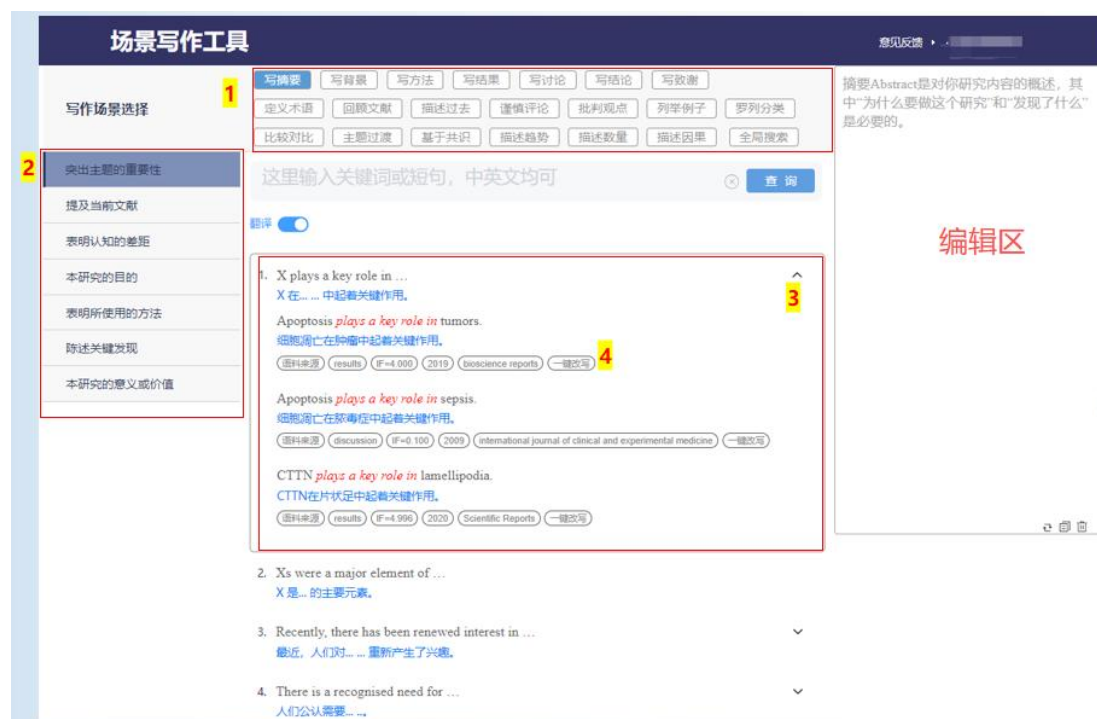 场景写作工具
意见反馈
1
写作场景选择
写摘要 写背景 写方法 写结果 写讨论 写结论 写致谢
定义术语 回顾文献 描述过去 谨慎评论 批判观点 列举例子 罗列分类
比较对比 主题过渡 基于共识 描述趋势 描述数量 描述因果 全局搜索
摘要Abstract是对你研究内容的概述，其
中“为什么要做这个研究”和“发现了什么”
是必要的。
2
突出主题的重要性
提及当前文献
表明认知的差距
本研究的目的
表明所使用的方法
陈述关键发现
本研究的意义或价值
这里输入关键词或短句，中英文均可
查 询
翻译
编辑区
1. X plays a key role in …
X 在... ... 中起着关键作用。
3
Apoptosis plays a key role in tumors.
细胞凋亡在肿瘤中起着关键作用。
语料来源 results IF=4.000 2019 bioscience reports 一键改写
4
Apoptosis plays a key role in sepsis.
细胞凋亡在脓毒症中起着关键作用。
语料来源 discussion IF=0.100 2009 international journal of clinical and experimental medicine 一键改写
CTTN plays a key role in lamellipodia.
CTTN在片状足中起着关键作用。
语料来源 results IF=4.996 2020 Scientific Reports 一键改写
2. Xs were a major element of …
X 是... 的主要元素。
3. Recently, there has been renewed interest in …
最近，人们对... ... 重新产生了兴趣。
4. There is a recognised need for …
人们公认需要... ...。